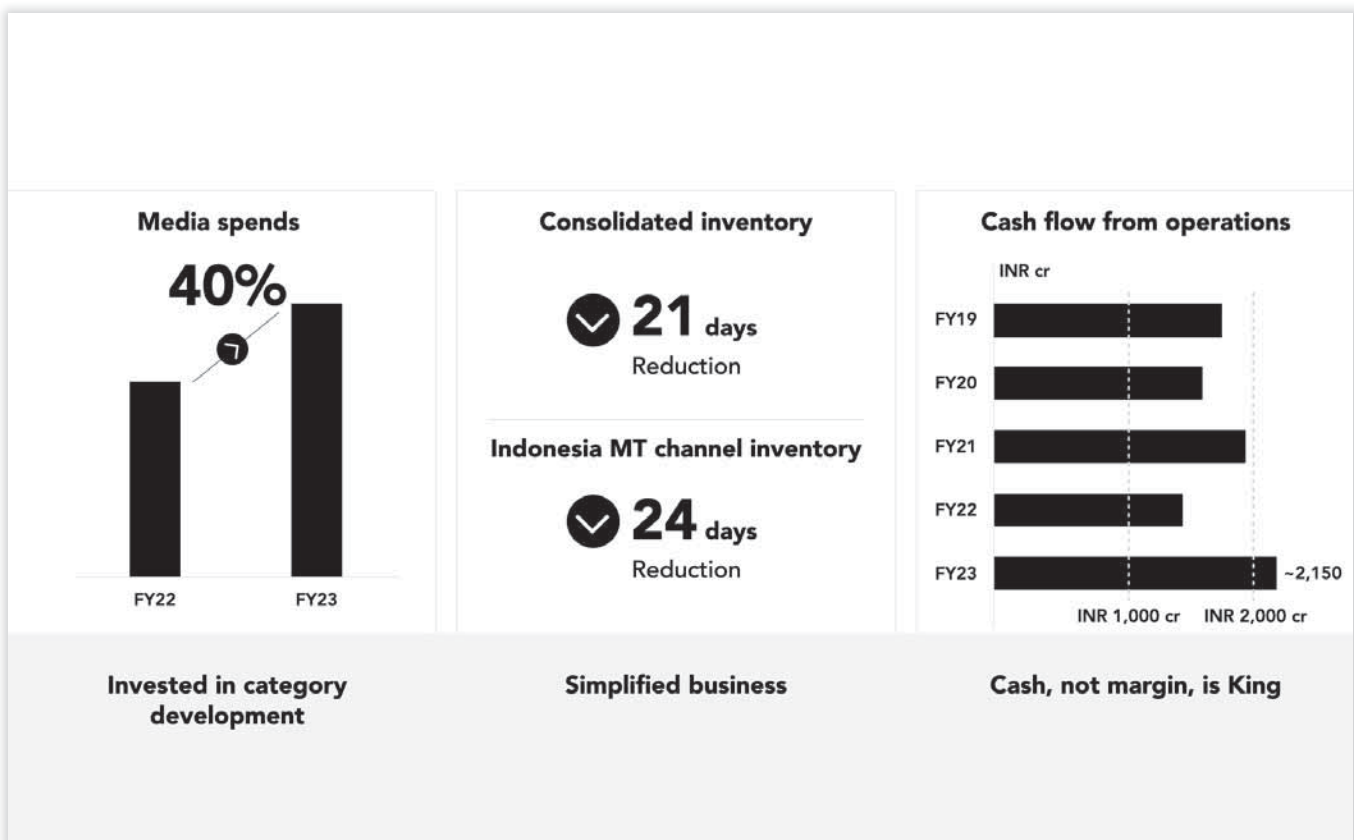 Media spends
40%
FY22
FY23
Invested in category
development
Consolidated inventory
21 days
Reduction
Indonesia MT channel inventory
24 days
Reduction
Simplified business
Cash flow from operations
INR cr
FY19
FY20
FY21
FY22
FY23
~2,150
INR 1,000 cr
INR 2,000 cr
Cash, not margin, is King